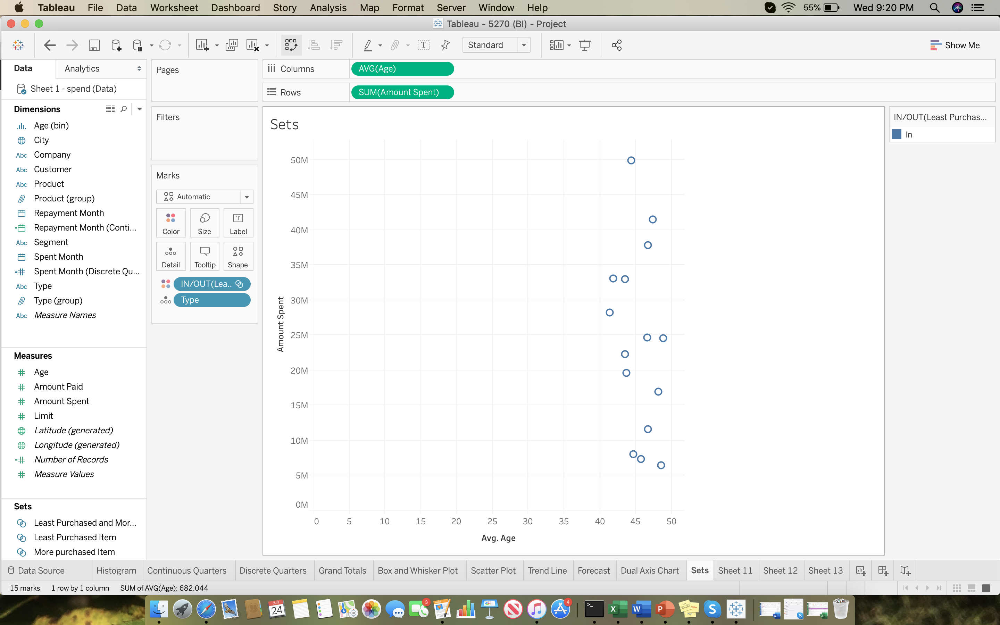 Tableau File Data Worksheet Dashboard Story Analysis Map Format Server Window Help 55% Wed 9:20 PM
Tableau - 5270 (BI) - Project
Standard
Show Me
Data Analytics
Sheet 1 - spend (Data)
Dimensions
Age (bin)
City
Abc Company
Abc Customer
Abc Product
Product (group)
Repayment Month
Repayment Month (Conti...
Abc Segment
Spent Month
Spent Month (Discrete Qu...
Abc Type
Type (group)
Abc Measure Names
Measures
Age
Amount Paid
Amount Spent
Limit
Latitude (generated)
Longitude (generated)
Number of Records
Measure Values
Sets
Least Purchased and Mor...
Least Purchased Item
More purchased Item
Pages
Filters
Marks
Automatic
Color Size Label
Detail Tooltip Shape
IN/OUT(Lea..
Type
Columns AVG(Age)
Rows SUM(Amount Spent)
Sets
50M
45M
40M
35M
30M
25M
20M
15M
10M
5M
0M
Amount Spent
0 5 10 15 20 25 30 35 40 45 50
Avg. Age
IN/OUT(Least Purchas...
In
Data Source Histogram Continuous Quarters Discrete Quarters Grand Totals Box and Whisker Plot Scatter Plot Trend Line Forecast Dual Axis Chart Sets Sheet 11 Sheet 12 Sheet 13
15 marks 1 row by 1 column SUM of AVG(Age): 682.044
JUN
24
3
4